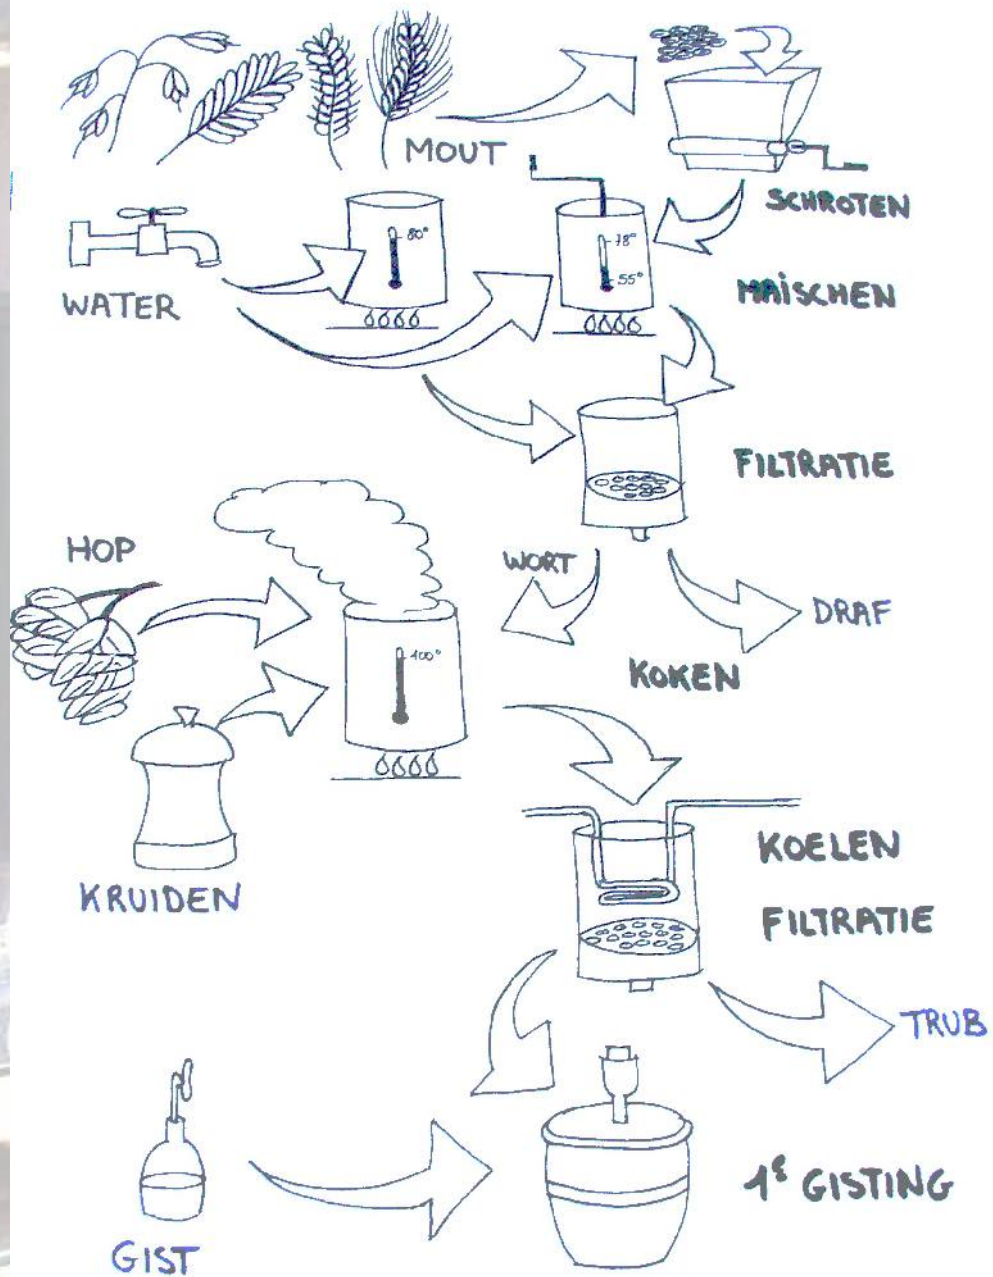 MOUT
SCHROTEN
80°
78°
55°
WATER
MAISCHEN
FILTRATIE
HOP
WORT
DRAF
100°
KOKEN
KRUIDEN
KOELEN
FILTRATIE
TRUB
1e GISTING
GIST